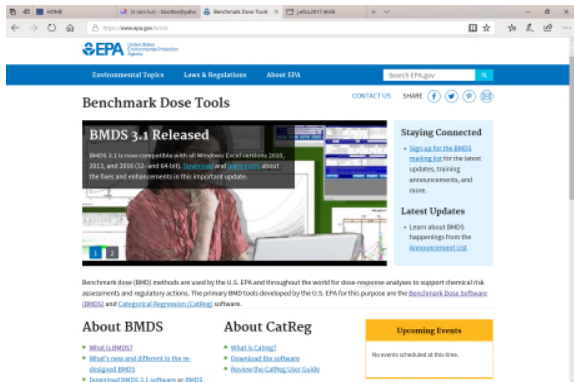 HOME
Benchmark Dose Tools
https://www.epa.gov/bmds
EPA
United States
Environmental Protection
Agency
Environmental Topics
Laws & Regulations
About EPA
Search EPA.gov
Benchmark Dose Tools
CONTACT US
SHARE
BMDS 3.1 Released
BMDS 3.1 is now compatible with all Windows Excel versions 2010,
2013, and 2016 (32- and 64-bit). Download and learn more about
the fixes and enhancements in this important update.
1
2
Staying Connected
Sign up for the BMDS
mailing list for the latest
updates, training
announcements, and
more.
Latest Updates
Learn about BMDS
happenings from the
Announcement List
Benchmark dose (BMD) methods are used by the U.S. EPA and throughout the world for dose-response analyses to support chemical risk
assessments and regulatory actions. The primary BMD tools developed by the U.S. EPA for this purpose are the Benchmark Dose Software
(BMDS) and Categorical Regression (CatReg) software.
About BMDS
What is BMDS?
What's new and different in the re-
designed BMDS
Download BMDS 3.1 software or BMDS
About CatReg
What is Catreg?
Download the software
Review the CatReg User Guide
Upcoming Events
No events scheduled at this time.